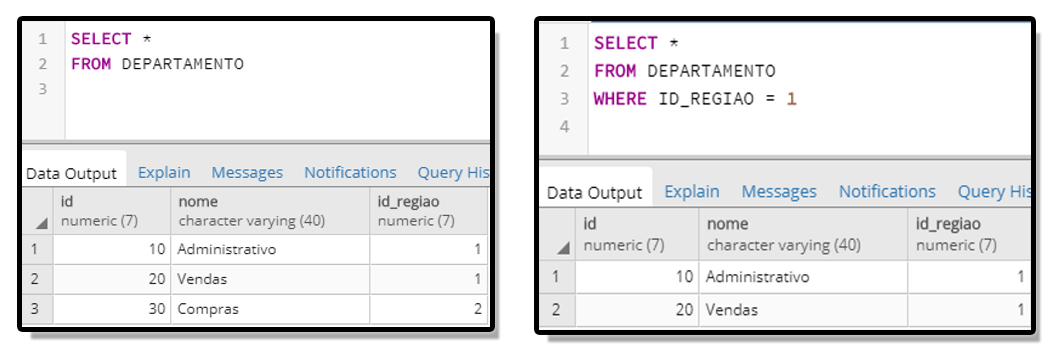 1 SELECT *
2 FROM DEPARTAMENTO
3
Data Output Explain Messages Notifications Query His
id nome id_regiao
numeric (7) character varying (40) numeric (7)
1 10 Administrativo 1
2 20 Vendas 1
3 30 Compras 2
1 SELECT *
2 FROM DEPARTAMENTO
3 WHERE ID_REGIAO = 1
4
Data Output Explain Messages Notifications Query His
id nome id_regiao
numeric (7) character varying (40) numeric (7)
1 10 Administrativo 1
2 20 Vendas 1